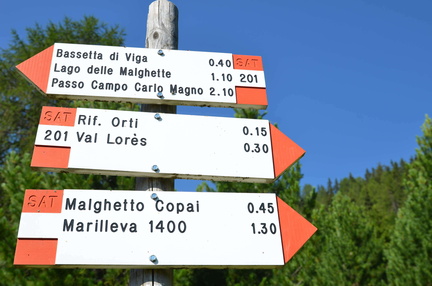 Bassetta di Viga 0.40 SAT
Lago delle Malghette 1.10 201
Passo Campo Carlo Magno 2.10
SAT Rif. Orti 0.15
201 Val Lorès 0.30
SAT Malghetto Copai 0.45
Marilleva 1400 1.30